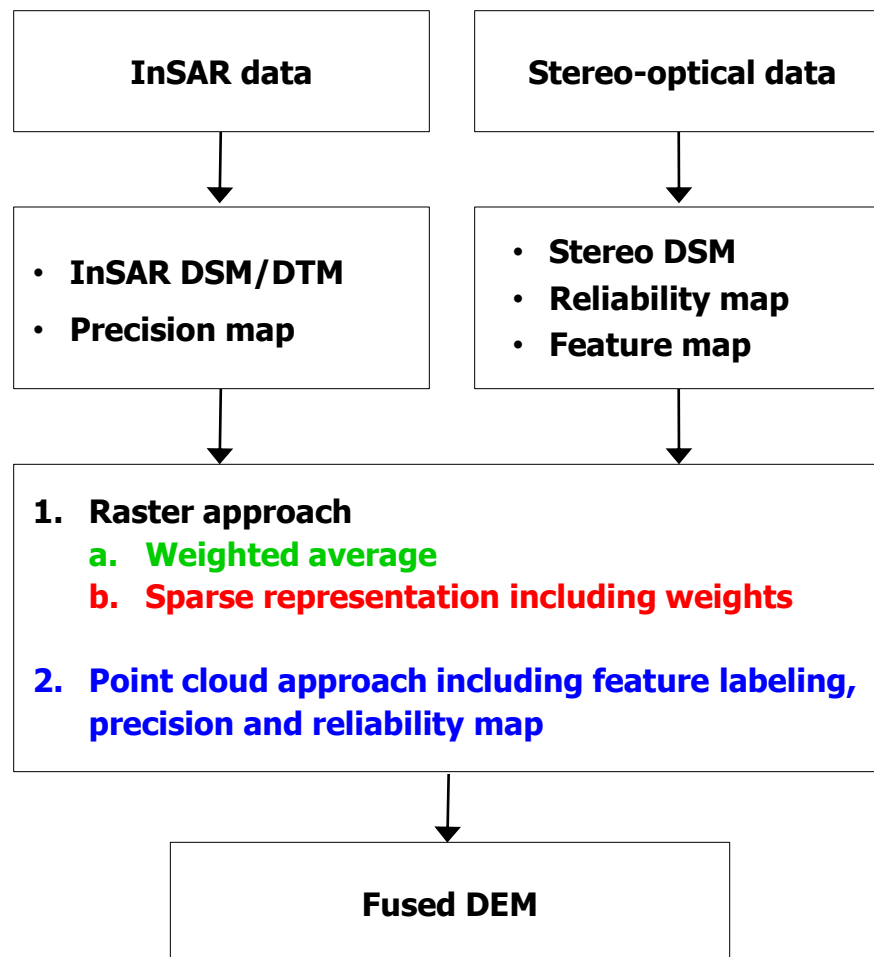 InSAR data
Stereo-optical data
• InSAR DSM/DTM
• Precision map
• Stereo DSM
• Reliability map
• Feature map
1. Raster approach
a. Weighted average
b. Sparse representation including weights
2. Point cloud approach including feature labeling,
precision and reliability map
Fused DEM